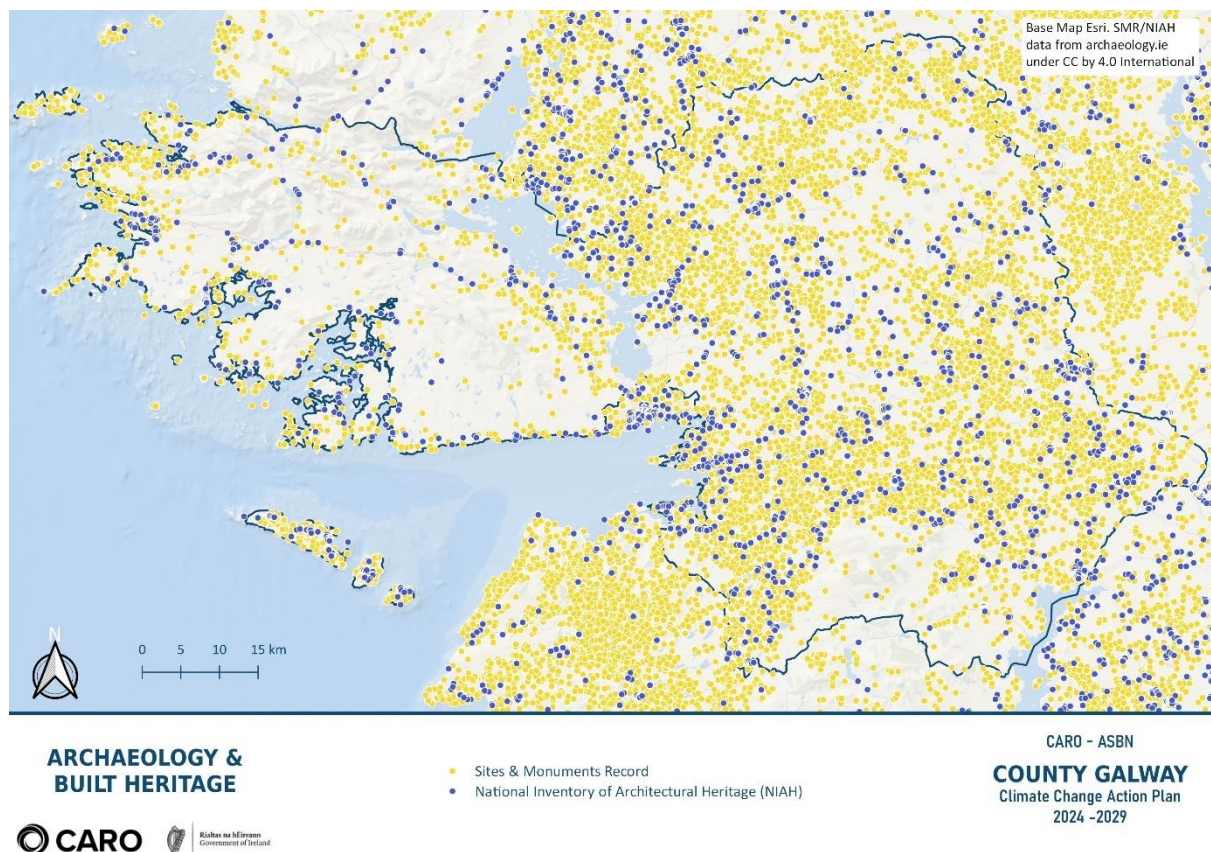 Base Map Esri. SMR/NIAH
data from archaeology.ie
under CC by 4.0 International
N
0 5 10 15 km
ARCHAEOLOGY &
BUILT HERITAGE
Sites & Monuments Record
National Inventory of Architectural Heritage (NIAH)
CARO - ASBN
COUNTY GALWAY
Climate Change Action Plan
2024 -2029
CARO
Rialtas na hÉireann
Government of Ireland